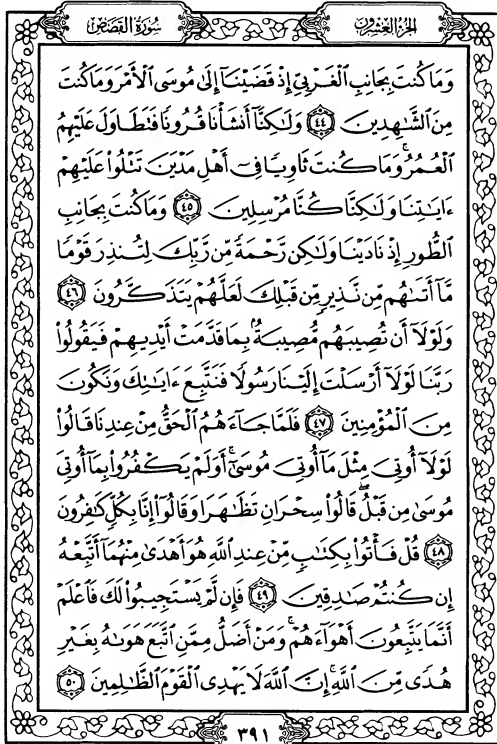 الجزء العشرون
سورة القصص
وَمَا كُنتَ بِجَانِبِ ٱلْغَرْبِيِّ إِذْ قَضَيْنَآ إِلَىٰ مُوسَى ٱلْأَمْرَ وَمَا كُنتَ
مِنَ ٱلشَّـٰهِدِينَ ﴿٤٤﴾ وَلَـٰكِنَّآ أَنشَأْنَا قُرُونًا فَتَطَاوَلَ عَلَيْهِمُ
ٱلْعُمُرُ ۚ وَمَا كُنتَ ثَاوِيًا فِىٓ أَهْلِ مَدْيَنَ تَتْلُوا۟ عَلَيْهِمْ
ءَايَـٰتِنَا وَلَـٰكِنَّا كُنَّا مُرْسِلِينَ ﴿٤٥﴾ وَمَا كُنتَ بِجَانِبِ
ٱلطُّورِ إِذْ نَادَيْنَا وَلَـٰكِن رَّحْمَةً مِّن رَّبِّكَ لِتُنذِرَ قَوْمًا
مَّآ أَتَىٰهُم مِّن نَّذِيرٍ مِّن قَبْلِكَ لَعَلَّهُمْ يَتَذَكَّرُونَ ﴿٤٦﴾
وَلَوْلَآ أَن تُصِيبَهُم مُّصِيبَةٌۢ بِمَا قَدَّمَتْ أَيْدِيهِمْ فَيَقُولُوا۟
رَبَّنَا لَوْلَآ أَرْسَلْتَ إِلَيْنَا رَسُولًا فَنَتَّبِعَ ءَايَـٰتِكَ وَنَكُونَ
مِنَ ٱلْمُؤْمِنِينَ ﴿٤٧﴾ فَلَمَّا جَآءَهُمُ ٱلْحَقُّ مِنْ عِندِنَا قَالُوا۟
لَوْلَآ أُوتِىَ مِثْلَ مَآ أُوتِىَ مُوسَىٰٓ ۚ أَوَلَمْ يَكْفُرُوا۟ بِمَآ أُوتِىَ
مُوسَىٰ مِن قَبْلُ ۖ قَالُوا۟ سِحْرَانِ تَظَـٰهَرَا وَقَالُوٓا۟ إِنَّا بِكُلٍّ كَـٰفِرُونَ
﴿٤٨﴾ قُلْ فَأْتُوا۟ بِكِتَـٰبٍ مِّنْ عِندِ ٱللَّهِ هُوَ أَهْدَىٰ مِنْهُمَآ أَتَّبِعْهُ
إِن كُنتُمْ صَـٰدِقِينَ ﴿٤٩﴾ فَإِن لَّمْ يَسْتَجِيبُوا۟ لَكَ فَٱعْلَمْ
أَنَّمَا يَتَّبِعُونَ أَهْوَآءَهُمْ ۚ وَمَنْ أَضَلُّ مِمَّنِ ٱتَّبَعَ هَوَىٰهُ بِغَيْرِ
هُدًى مِّنَ ٱللَّهِ ۚ إِنَّ ٱللَّهَ لَا يَهْدِى ٱلْقَوْمَ ٱلظَّـٰلِمِينَ ﴿٥٠﴾
٣٩١